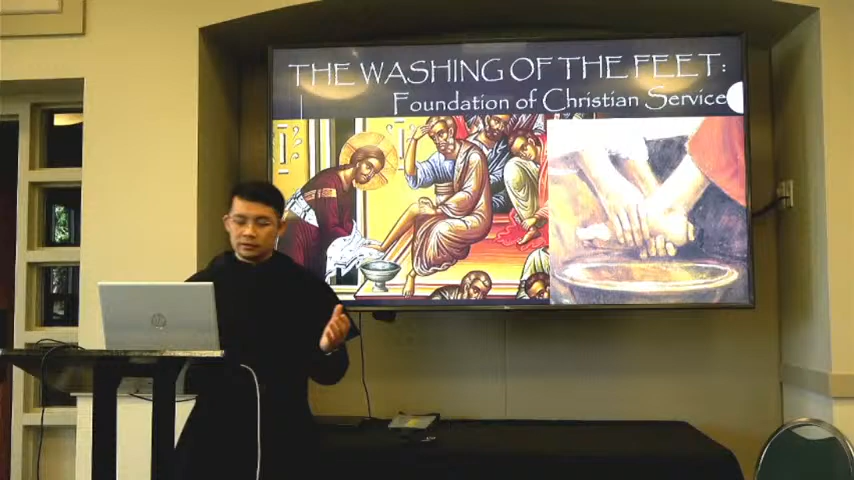 THE WASHING OF THE FEET:
Foundation of Christian Service